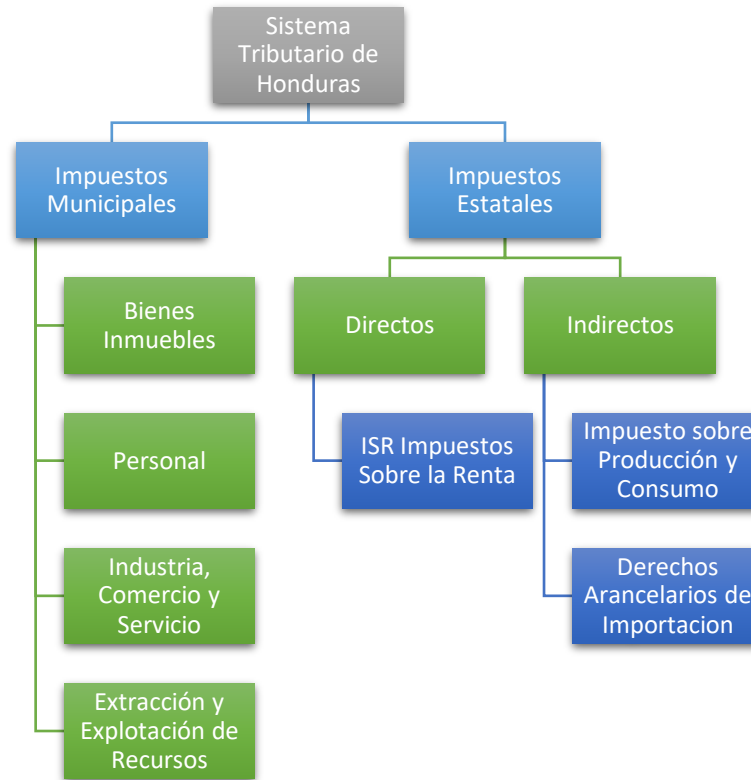 Sistema
Tributario de
Honduras
Impuestos
Municipales
Impuestos
Estatales
Bienes
Inmuebles
Directos
Indirectos
Personal
ISR Impuestos
Sobre la Renta
Impuesto sobre
Producción y
Consumo
Industria,
Comercio y
Servicio
Derechos
Arancelarios de
Importacion
Extracción y
Explotación de
Recursos